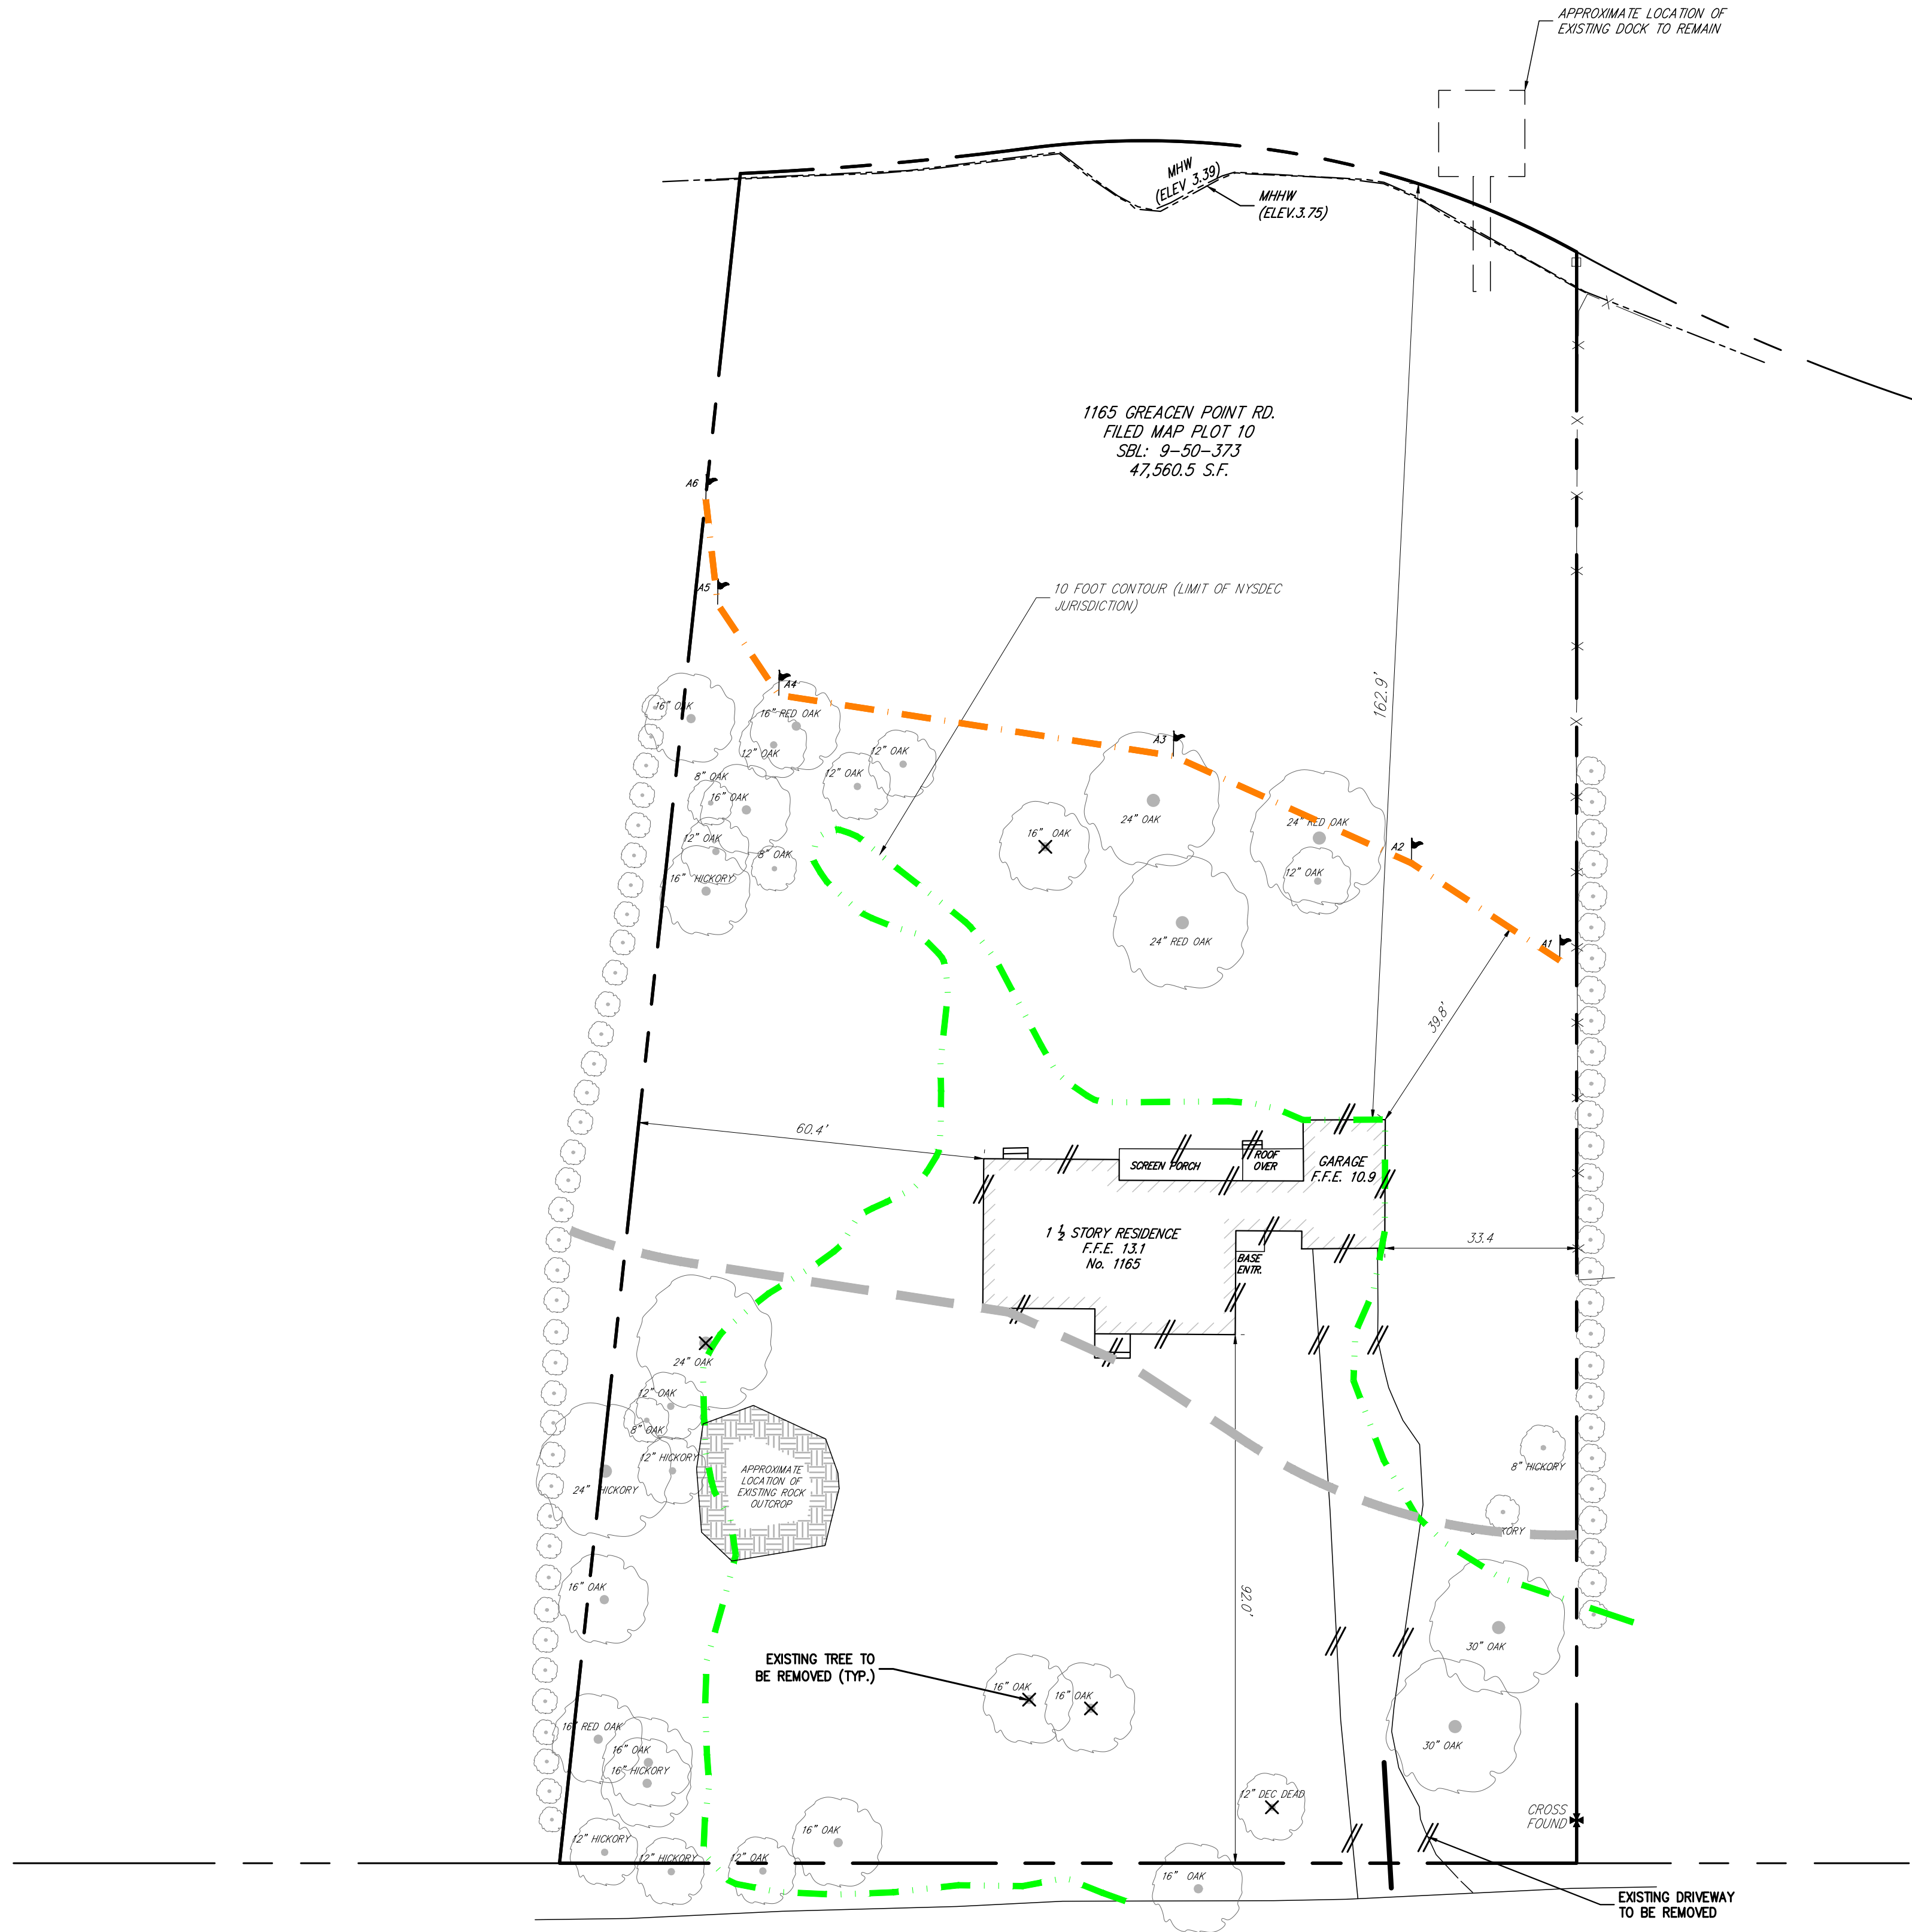 APPROXIMATE LOCATION OF
EXISTING DOCK TO REMAIN
MHW
(ELEV 3.39)
MHHW
(ELEV.3.75)
1165 GREACEN POINT RD.
FILED MAP PLOT 10
SBL: 9-50-373
47,560.5 S.F.
A6
A5
10 FOOT CONTOUR (LIMIT OF NYSDEC
JURISDICTION)
A4
162.9'
16" OAK
16" RED OAK
12" OAK
12" OAK
A3
12" OAK
8" OAK
16" OAK
24" OAK
24" RED OAK
16" OAK
12" OAK
A2
8" OAK
16" HICKORY
12" OAK
24" RED OAK
A1
39.8'
60.4'
SCREEN PORCH
ROOF
OVER
GARAGE
F.F.E. 10.9
1 ½ STORY RESIDENCE
F.F.E. 13.1
No. 1165
BASE
ENTR.
33.4
24" OAK
12" OAK
8" OAK
12" HICKORY
24" HICKORY
APPROXIMATE
LOCATION OF
EXISTING ROCK
OUTCROP
8" HICKORY
16" OAK
92.0'
30" OAK
EXISTING TREE TO
BE REMOVED (TYP.)
16" OAK
16" OAK
16" RED OAK
16" OAK
16" HICKORY
30" OAK
12" DEC DEAD
CROSS
FOUND
16" OAK
12" HICKORY
12" HICKORY
12" OAK
16" OAK
EXISTING DRIVEWAY
TO BE REMOVED